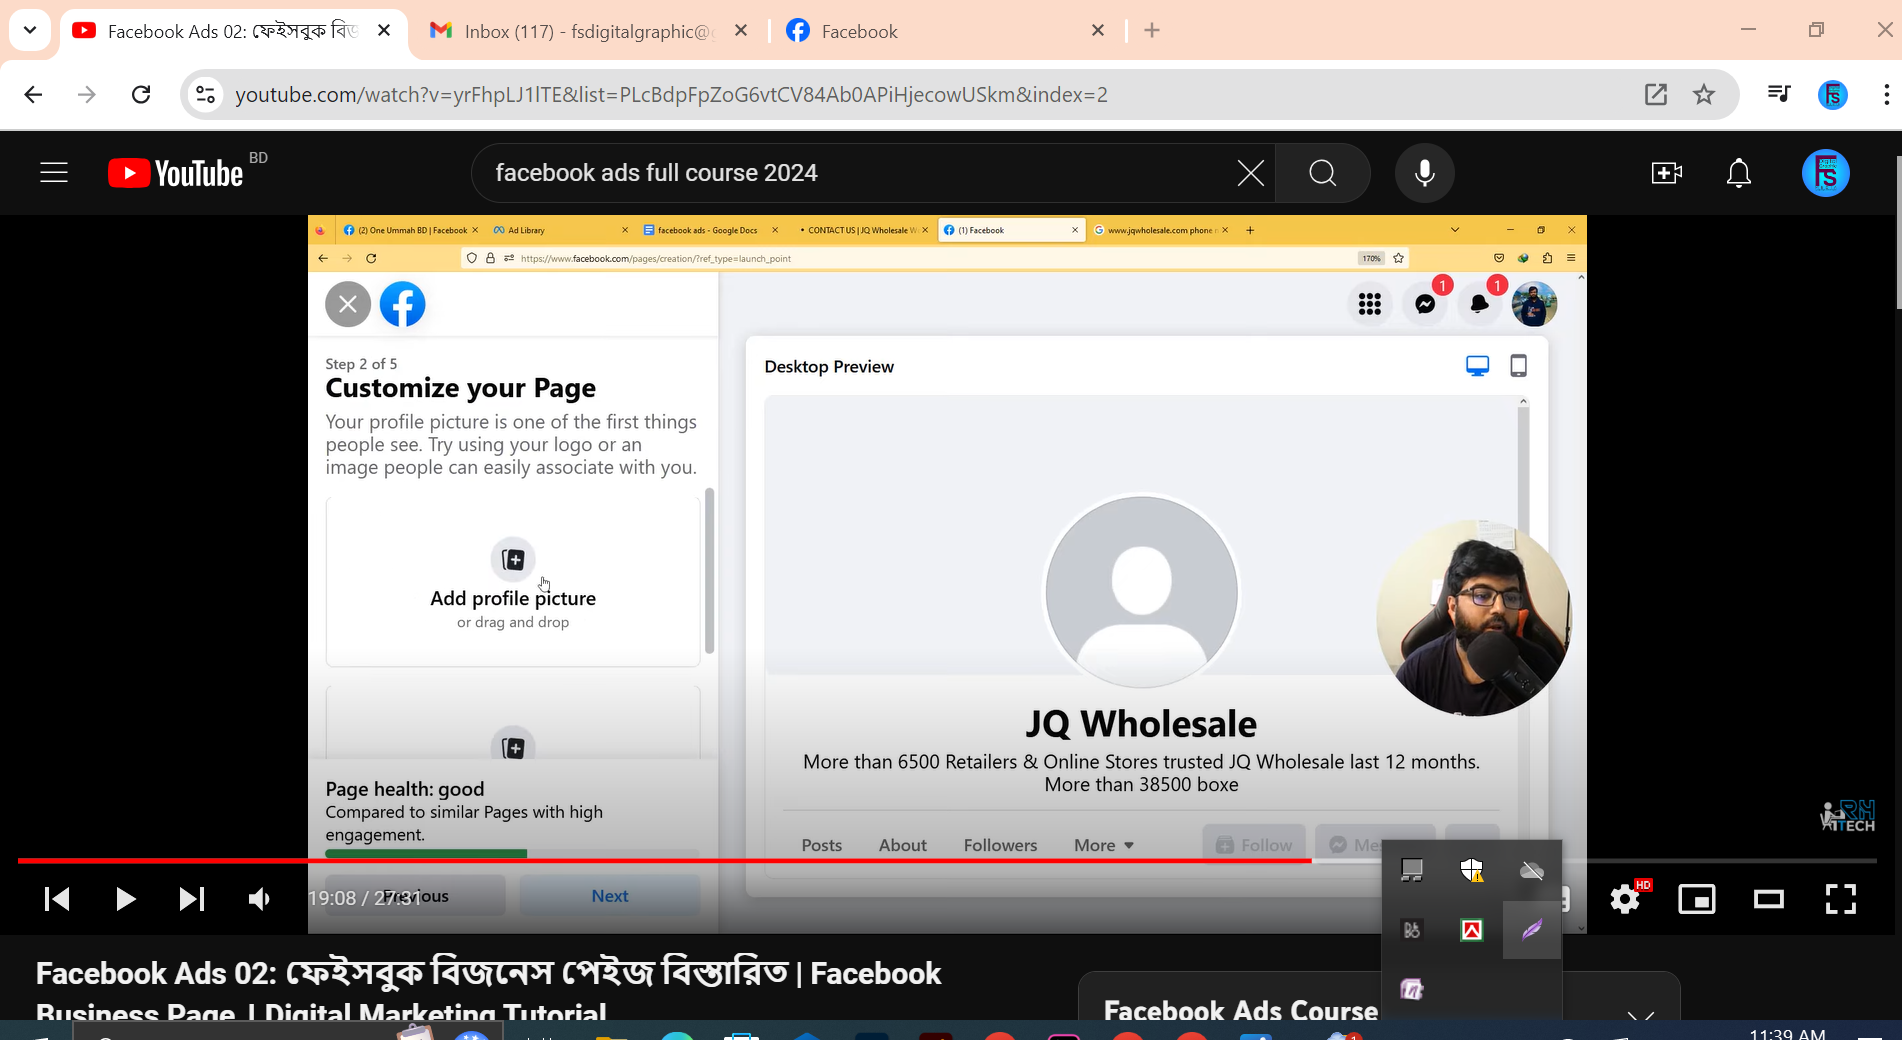 Facebook Ads 02: ফেইসবুক বিজ
Inbox (117) - fsdigitalgraphic@g
Facebook
youtube.com/watch?v=yrFhpLJ1lTE&list=PLcBdpFpZoG6vtCV84Ab0APiHjecowUSkm&index=2
YouTube BD
facebook ads full course 2024
(2) One Ummah BD | Facebook
Ad Library
facebook ads - Google Docs
• CONTACT US | JQ Wholesale W
(1) Facebook
www.jqwholesale.com phone n
https://www.facebook.com/pages/creation/?ref_type=launch_point
170%
1
1
Step 2 of 5
Customize your Page
Your profile picture is one of the first things
people see. Try using your logo or an
image people can easily associate with you.
Add profile picture
or drag and drop
Page health: good
Compared to similar Pages with high
engagement.
Previous
Next
Desktop Preview
JQ Wholesale
More than 6500 Retailers & Online Stores trusted JQ Wholesale last 12 months.
More than 38500 boxe
Posts
About
Followers
More
Follow
RH
ITECH
19:08 / 27:31
HD
Facebook Ads 02: ফেইসবুক বিজনেস পেইজ বিস্তারিত | Facebook
Business Page | Digital Marketing Tutorial
Facebook Ads Course
11:39 AM